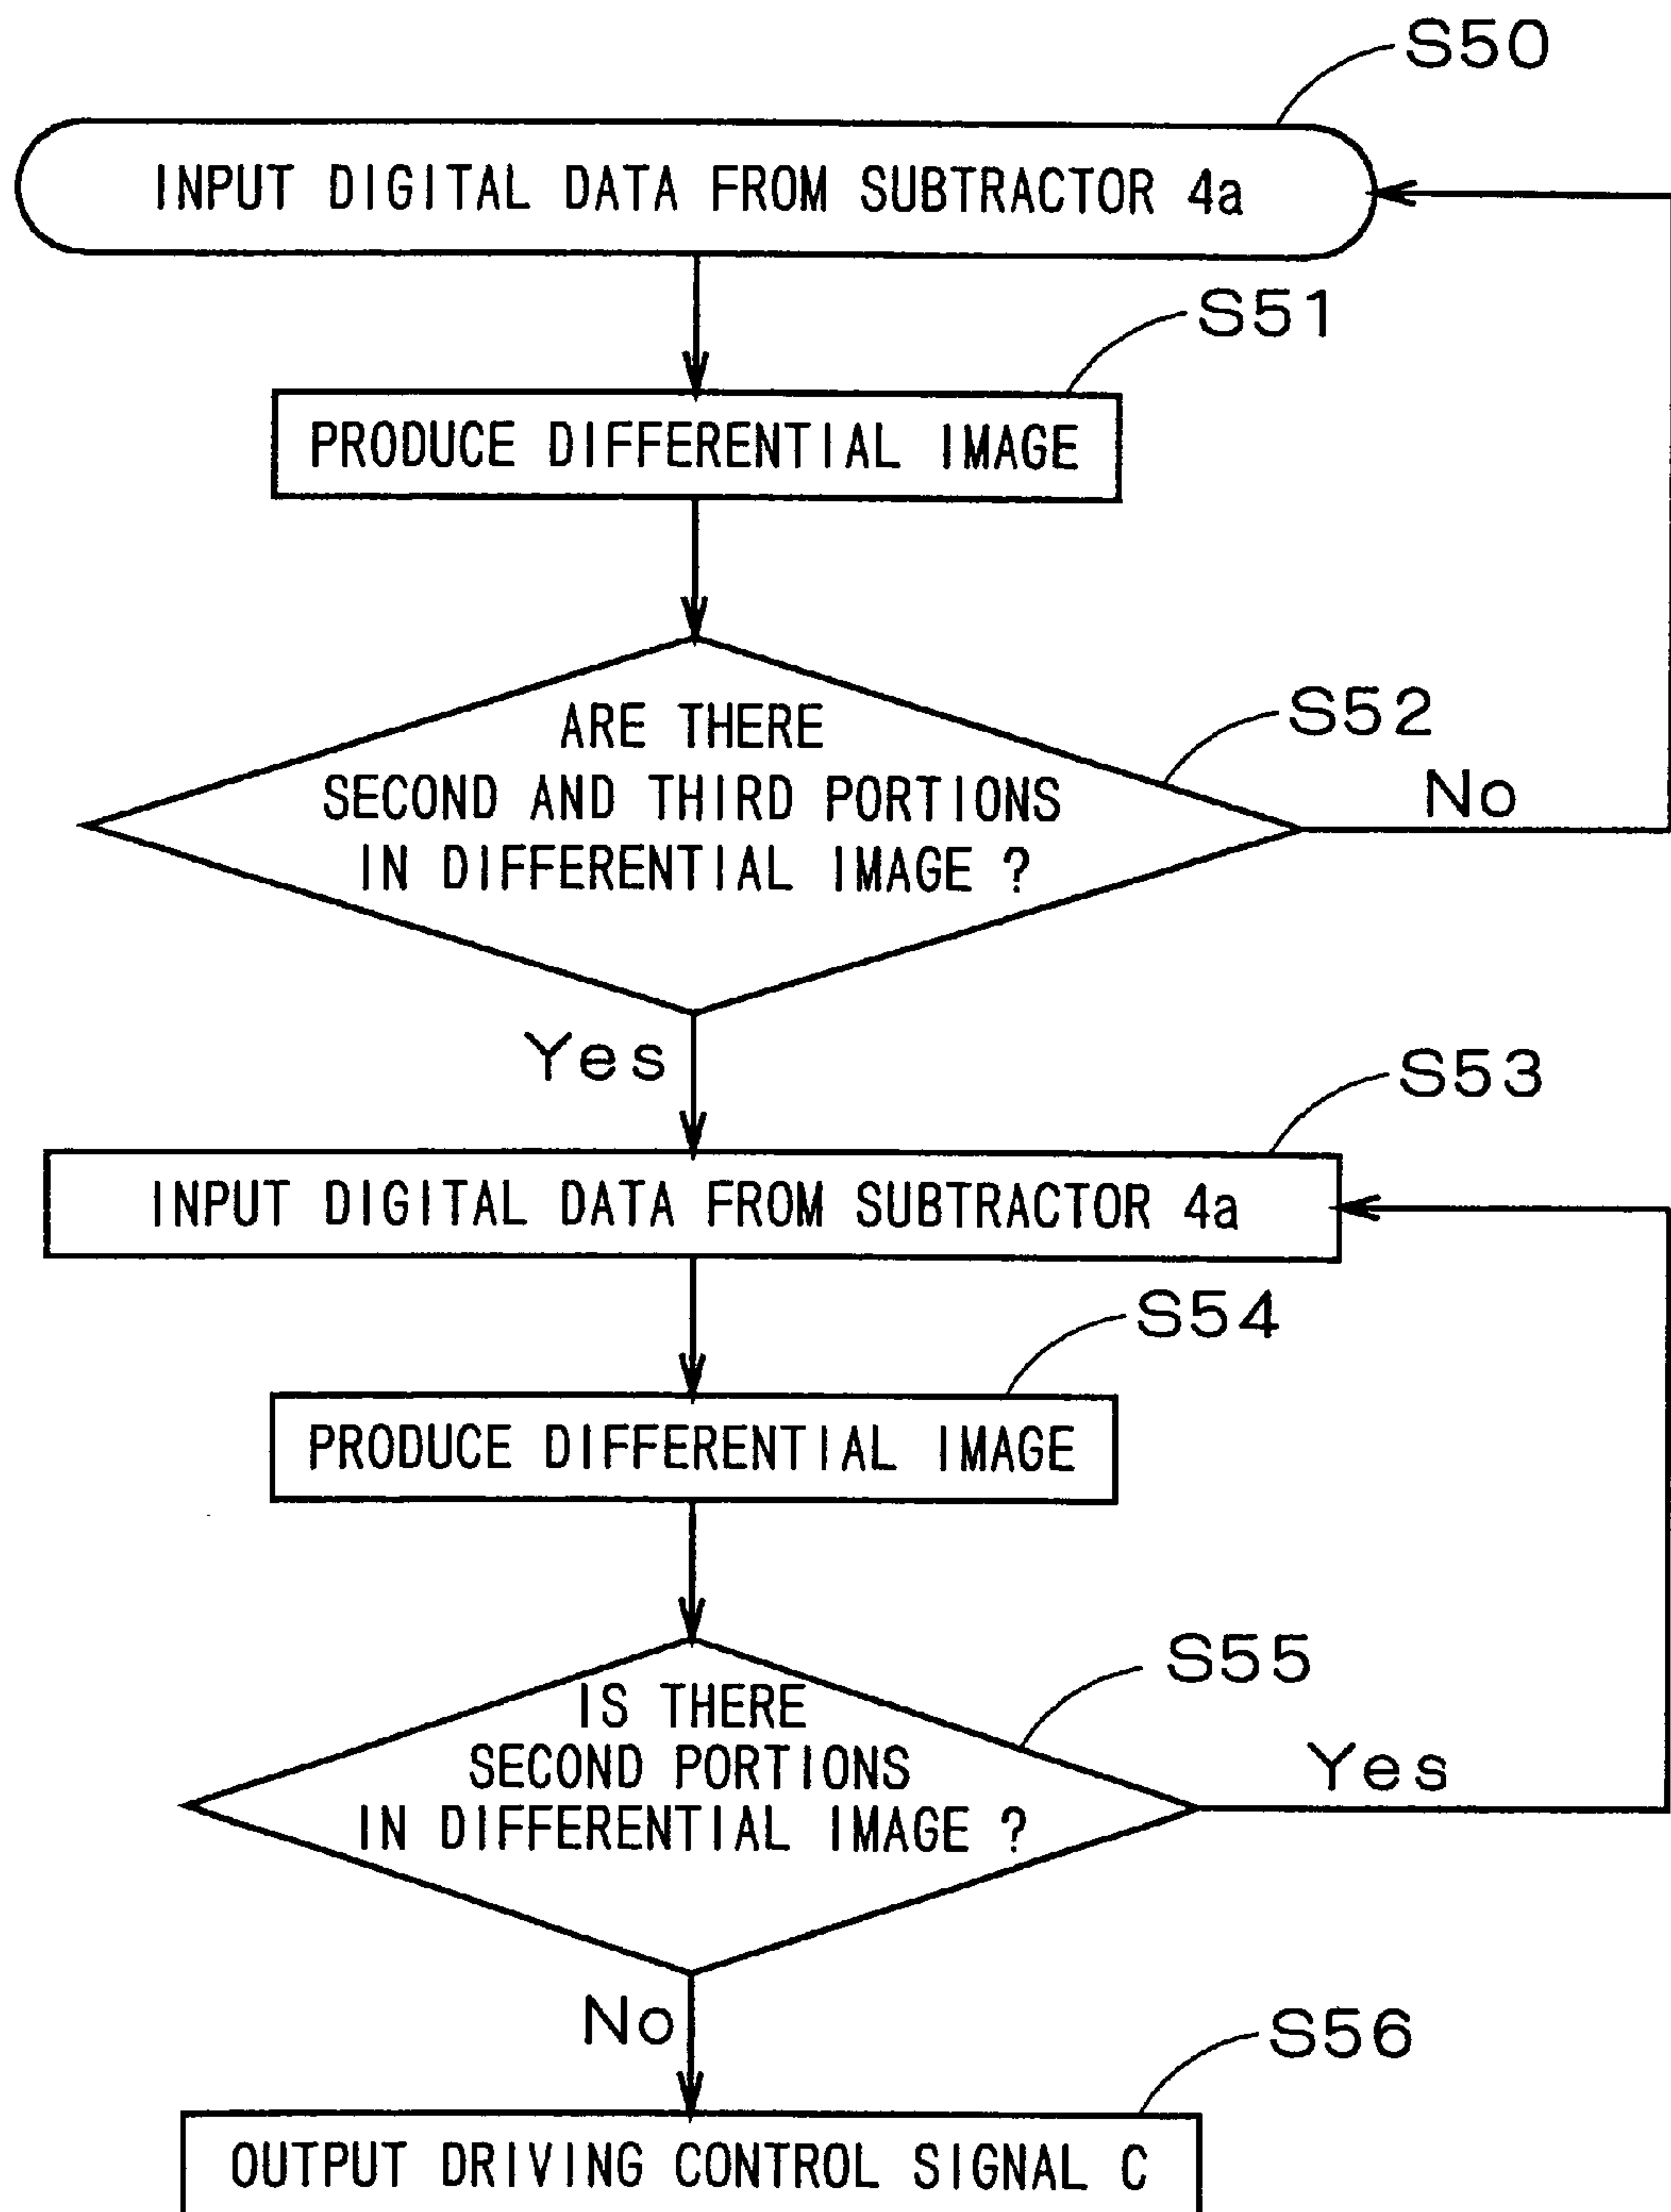 S50
INPUT DIGITAL DATA FROM SUBTRACTOR 4a
S51
PRODUCE DIFFERENTIAL IMAGE
S52
ARE THERE
SECOND AND THIRD PORTIONS
IN DIFFERENTIAL IMAGE ?
No
Yes
S53
INPUT DIGITAL DATA FROM SUBTRACTOR 4a
S54
PRODUCE DIFFERENTIAL IMAGE
S55
IS THERE
SECOND PORTIONS
IN DIFFERENTIAL IMAGE ?
Yes
No
S56
OUTPUT DRIVING CONTROL SIGNAL C